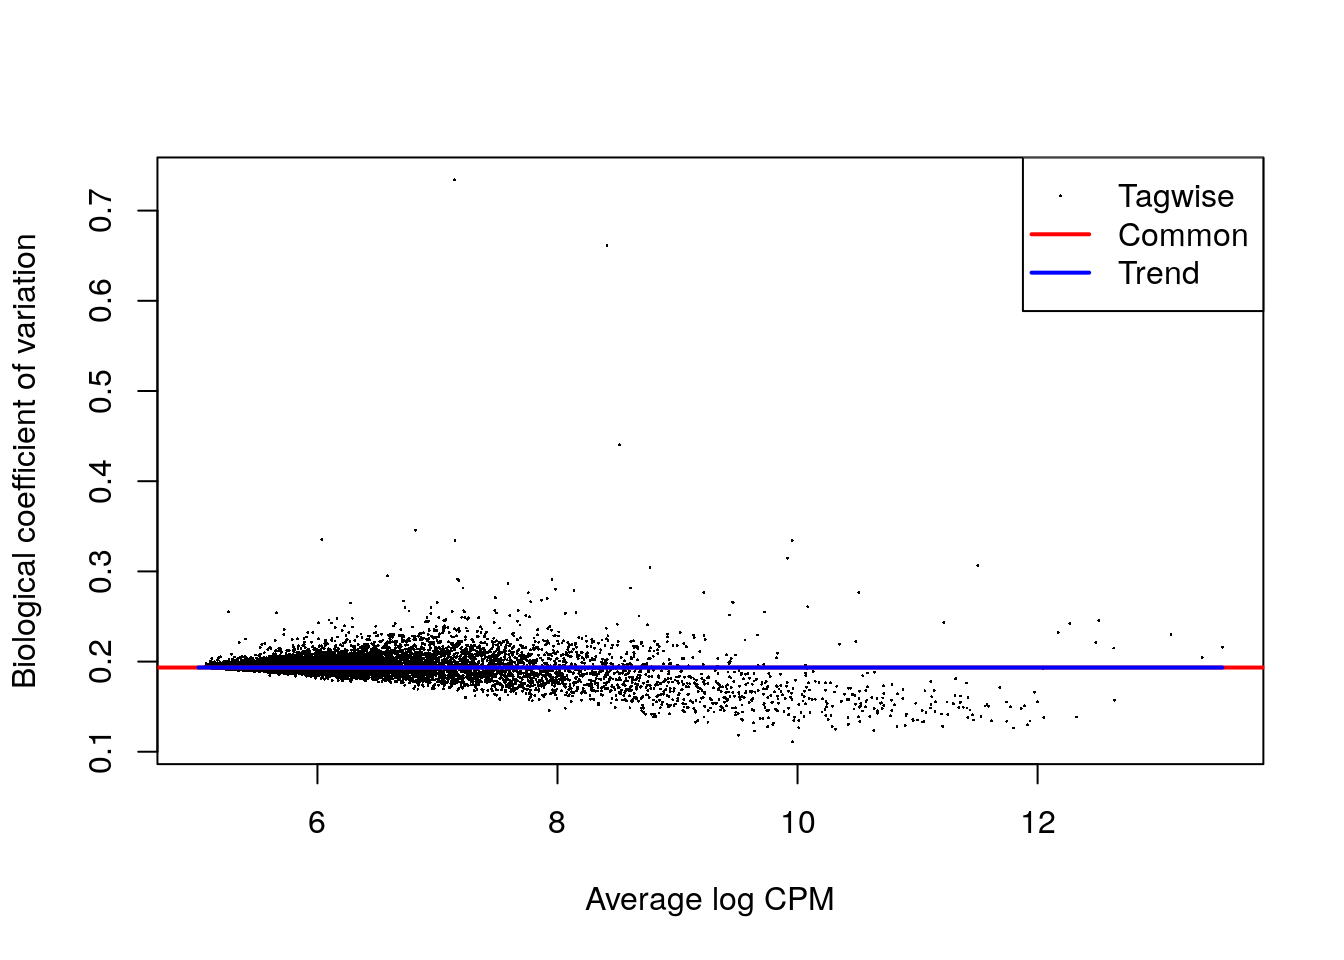 Tagwise
Common
Trend
Biological coefficient of variation
0.7
0.6
0.5
0.4
0.3
0.2
0.1
6 8 10 12
Average log CPM